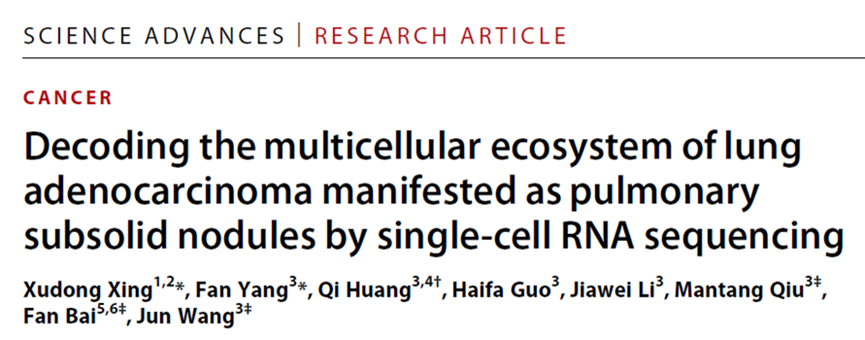 SCIENCE ADVANCES | RESEARCH ARTICLE
CANCER
Decoding the multicellular ecosystem of lung
adenocarcinoma manifested as pulmonary
subsolid nodules by single-cell RNA sequencing
Xudong Xing1,2*, Fan Yang3*, Qi Huang3,4†, Haifa Guo3, Jiawei Li3, Mantang Qiu3‡,
Fan Bai5,6‡, Jun Wang3‡